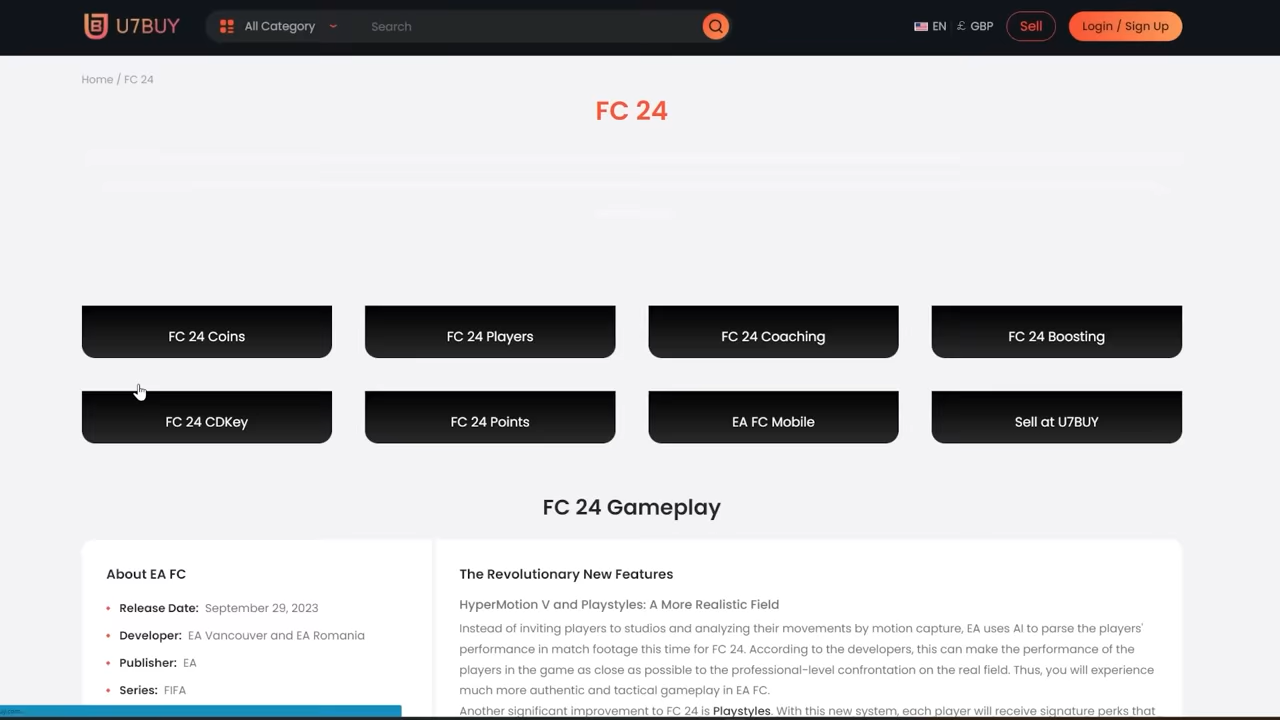 U7BUY
All Category
Search
EN £ GBP
Sell
Login / Sign Up
Home / FC 24
FC 24
FC 24 Coins
FC 24 Players
FC 24 Coaching
FC 24 Boosting
FC 24 CDKey
FC 24 Points
EA FC Mobile
Sell at U7BUY
FC 24 Gameplay
About EA FC
• Release Date: September 29, 2023
• Developer: EA Vancouver and EA Romania
• Publisher: EA
• Series: FIFA
The Revolutionary New Features
HyperMotion V and Playstyles: A More Realistic Field
Instead of inviting players to studios and analyzing their movements by motion capture, EA uses AI to parse the players'
performance in match footage this time for FC 24. According to the developers, this can make the performance of the
players in the game as close as possible to the professional-level confrontation on the real field. Thus, you will experience
much more authentic and tactical gameplay in EA FC.
Another significant improvement to FC 24 is Playstyles. With this new system, each player will receive signature perks that